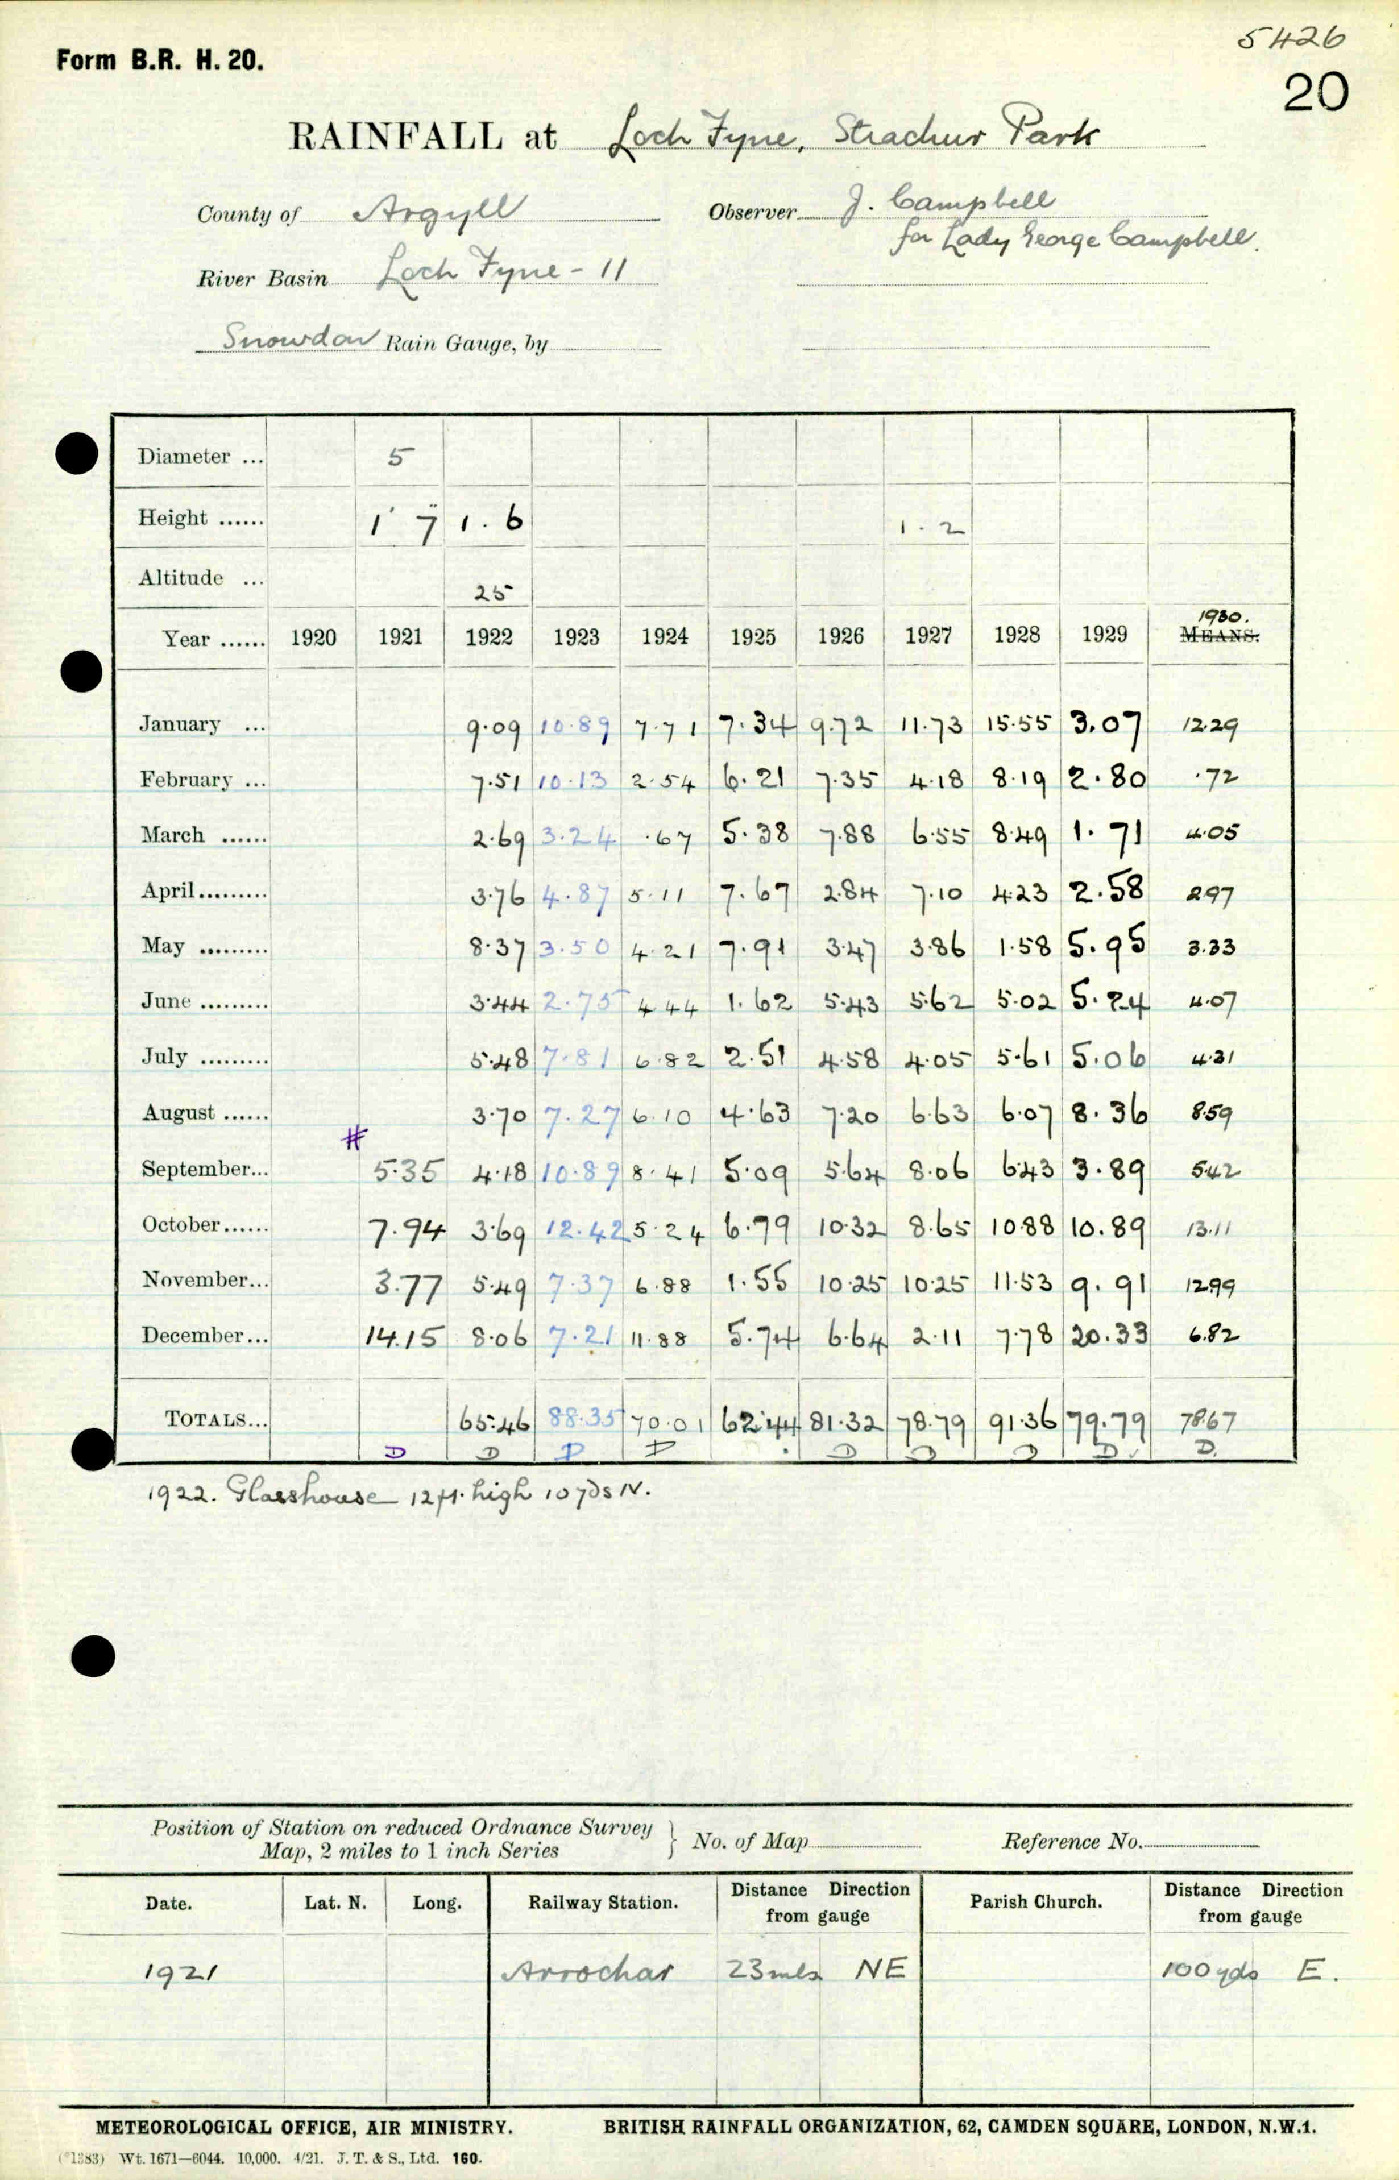 5426
Form B.R. H. 20.
20
RAINFALL at Loch Fyne, Strachur Park
County of Argyll Observer J. Campbell
for Lady George Campbell.
River Basin Loch Fyne - 11
Snowdon Rain Gauge, by
Diameter ... 5
Height ...... 1' 7" 1.6 1.2
Altitude ... 25
1930.
Year ...... 1920 1921 1922 1923 1924 1925 1926 1927 1928 1929 MEANS.
January ... 9.09 10.89 7.71 7.34 9.72 11.73 15.55 3.07 12.29
February ... 7.51 10.13 2.54 6.21 7.35 4.18 8.19 2.80 .72
March ...... 2.69 3.24 .67 5.38 7.88 6.55 8.49 1.71 4.05
April......... 3.76 4.87 5.11 7.67 2.84 7.10 4.23 2.58 2.97
May ......... 8.37 3.50 4.21 7.91 3.47 3.86 1.58 5.95 3.33
June ......... 3.44 2.75 4.44 1.62 5.43 5.62 5.02 5.24 4.07
July ......... 5.48 7.81 6.82 2.51 4.58 4.05 5.61 5.06 4.31
August ...... 3.70 7.27 6.10 4.63 7.20 6.63 6.07 8.36 8.59
#
September... 5.35 4.18 10.89 8.41 5.09 5.64 8.06 6.43 3.89 5.42
October...... 7.94 3.69 12.42 5.24 6.79 10.32 8.65 10.88 10.89 13.11
November... 3.77 5.49 7.37 6.88 1.55 10.25 10.25 11.53 9.91 12.99
December... 14.15 8.06 7.21 11.88 5.74 6.64 2.11 7.78 20.33 6.82
TOTALS... 65.46 88.35 70.01 62.44 81.32 78.79 91.36 79.79 78.67
D D D D D D D D D.
1922. Glasshouse 12ft. high 10 yds N.
Position of Station on reduced Ordnance Survey
Map, 2 miles to 1 inch Series } No. of Map Reference No.
Date. Lat. N. Long. Railway Station. Distance Direction from gauge Parish Church. Distance Direction from gauge
1921 Arrochar 23 mls NE 100 yds E.
METEOROLOGICAL OFFICE, AIR MINISTRY. BRITISH RAINFALL ORGANIZATION, 62, CAMDEN SQUARE, LONDON, N.W.1.
(*1383) Wt. 1671—6044. 10,000. 4/21. J. T. & S., Ltd. 160.